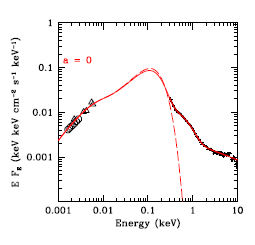 1
0.1
0.01
0.001
a = 0
E F_E (keV keV cm⁻² s⁻¹ keV⁻¹)
0.001 0.01 0.1 1 10
Energy (keV)